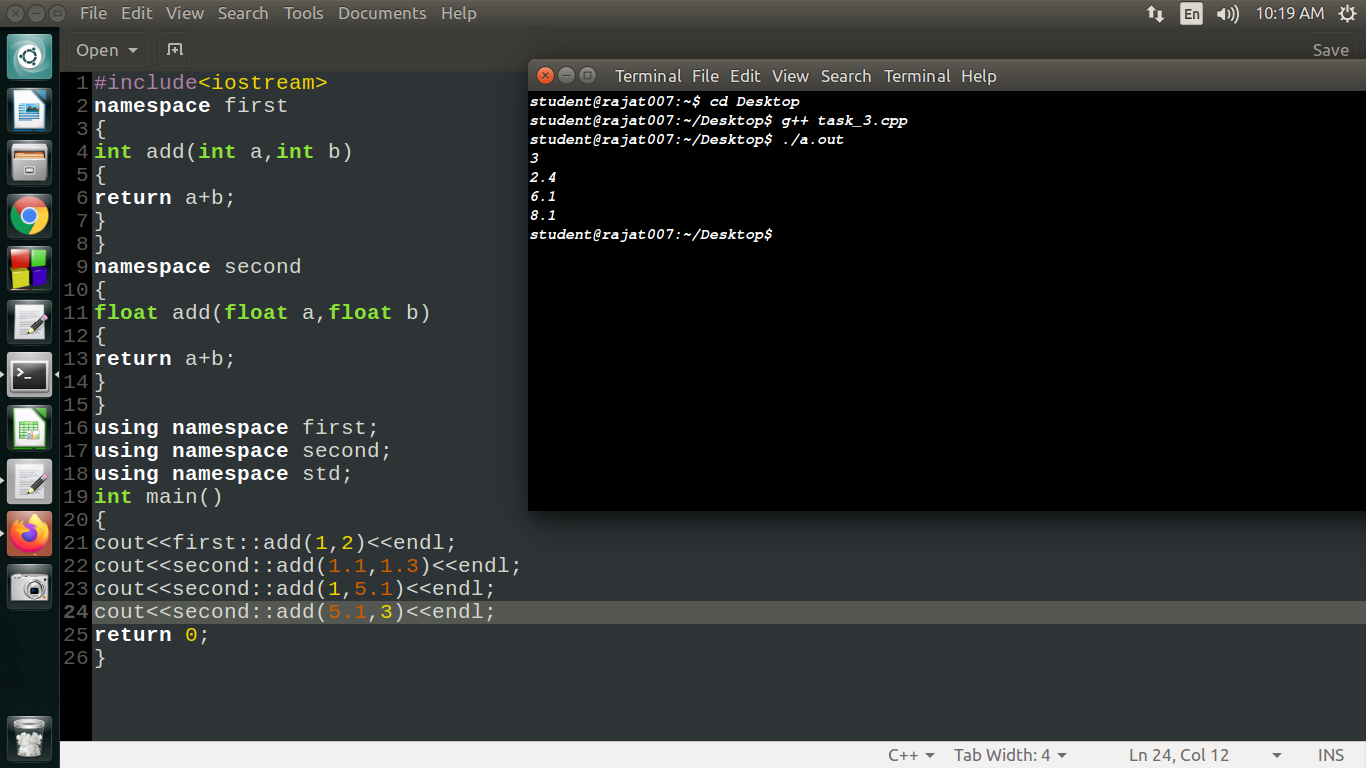 File Edit View Search Tools Documents Help
En 10:19 AM
Open
Save
1 #include<iostream>
2 namespace first
3 {
4 int add(int a,int b)
5 {
6 return a+b;
7 }
8 }
9 namespace second
10 {
11 float add(float a,float b)
12 {
13 return a+b;
14 }
15 }
16 using namespace first;
17 using namespace second;
18 using namespace std;
19 int main()
20 {
21 cout<<first::add(1,2)<<endl;
22 cout<<second::add(1.1,1.3)<<endl;
23 cout<<second::add(1,5.1)<<endl;
24 cout<<second::add(5.1,3)<<endl;
25 return 0;
26 }
Terminal File Edit View Search Terminal Help
student@rajat007:~$ cd Desktop
student@rajat007:~/Desktop$ g++ task_3.cpp
student@rajat007:~/Desktop$ ./a.out
3
2.4
6.1
8.1
student@rajat007:~/Desktop$
C++ Tab Width: 4 Ln 24, Col 12 INS